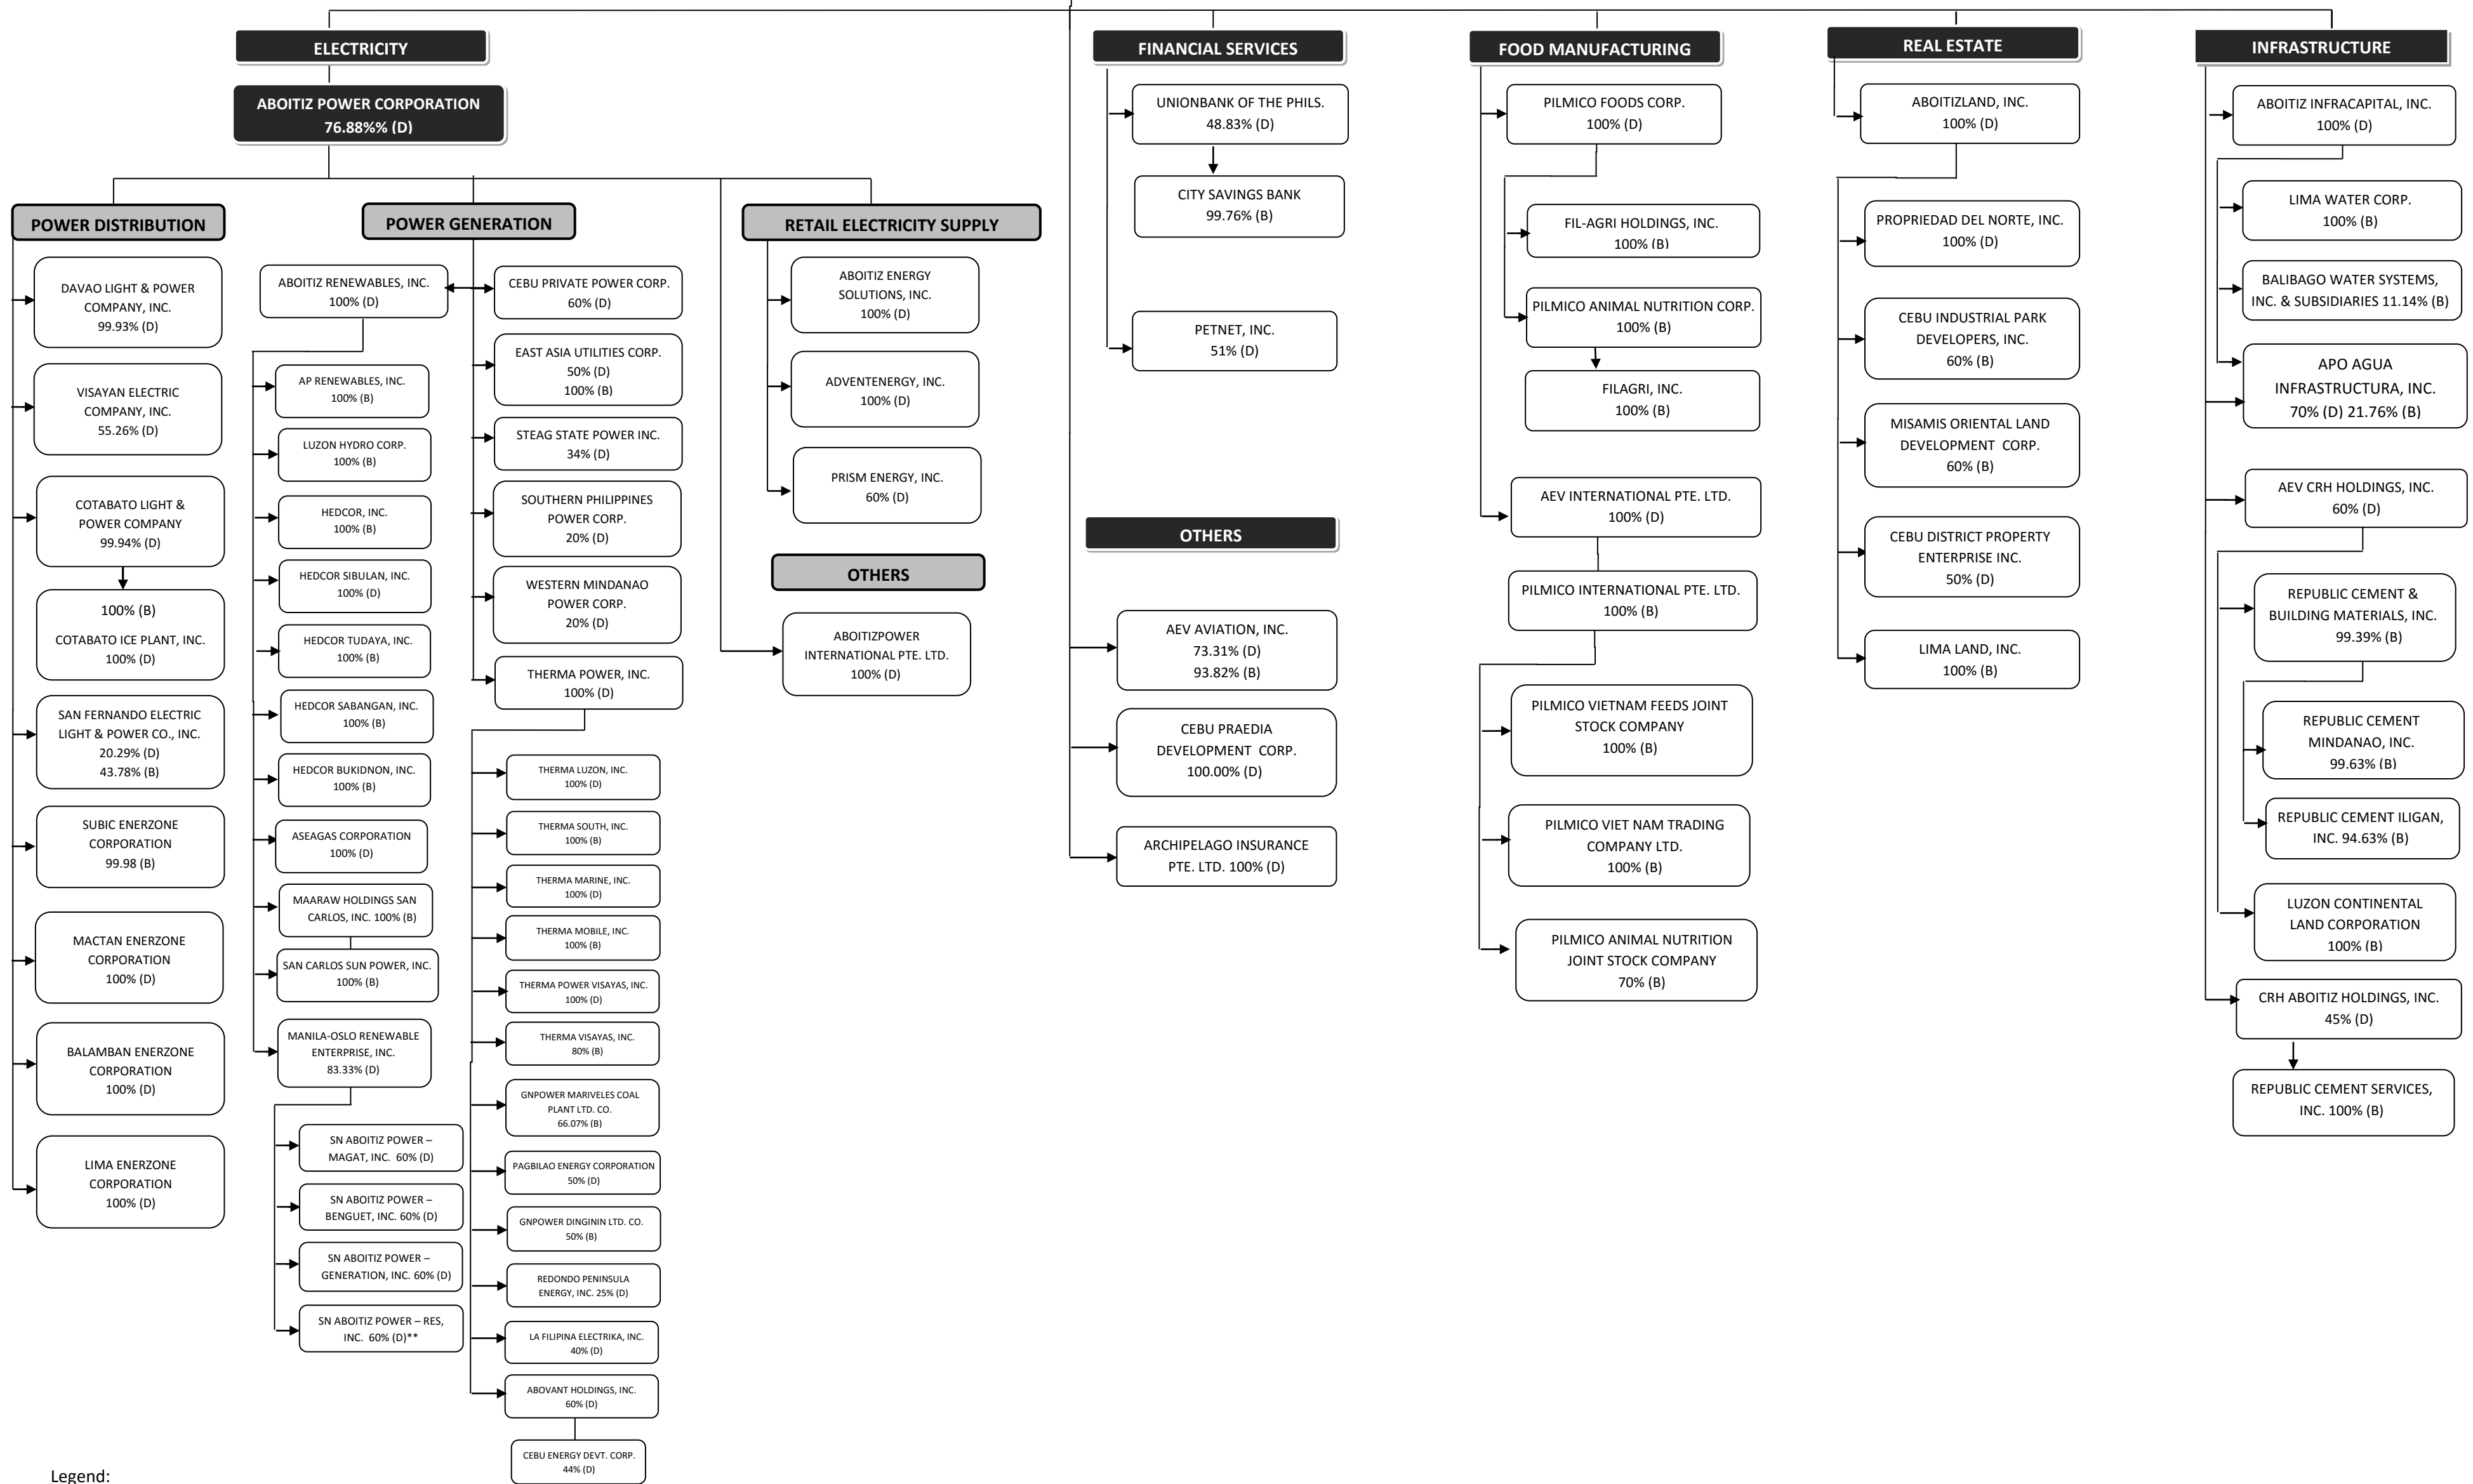 ELECTRICITY
ABOITIZ POWER CORPORATION
76.88%% (D)
POWER DISTRIBUTION
DAVAO LIGHT & POWER
COMPANY, INC.
99.93% (D)
VISAYAN ELECTRIC
COMPANY, INC.
55.26% (D)
COTABATO LIGHT &
POWER COMPANY
99.94% (D)
100% (B)
COTABATO ICE PLANT, INC.
100% (D)
SAN FERNANDO ELECTRIC
LIGHT & POWER CO., INC.
20.29% (D)
43.78% (B)
SUBIC ENERZONE
CORPORATION
99.98 (B)
MACTAN ENERZONE
CORPORATION
100% (D)
BALAMBAN ENERZONE
CORPORATION
100% (D)
LIMA ENERZONE
CORPORATION
100% (D)
POWER GENERATION
ABOITIZ RENEWABLES, INC.
100% (D)
AP RENEWABLES, INC.
100% (B)
LUZON HYDRO CORP.
100% (B)
HEDCOR, INC.
100% (B)
HEDCOR SIBULAN, INC.
100% (D)
HEDCOR TUDAYA, INC.
100% (B)
HEDCOR SABANGAN, INC.
100% (B)
HEDCOR BUKIDNON, INC.
100% (B)
ASEAGAS CORPORATION
100% (D)
MAARAW HOLDINGS SAN
CARLOS, INC. 100% (B)
SAN CARLOS SUN POWER, INC.
100% (B)
MANILA-OSLO RENEWABLE
ENTERPRISE, INC.
83.33% (D)
SN ABOITIZ POWER –
MAGAT, INC. 60% (D)
SN ABOITIZ POWER –
BENGUET, INC. 60% (D)
SN ABOITIZ POWER –
GENERATION, INC. 60% (D)
SN ABOITIZ POWER – RES,
INC. 60% (D)**
CEBU PRIVATE POWER CORP.
60% (D)
EAST ASIA UTILITIES CORP.
50% (D)
100% (B)
STEAG STATE POWER INC.
34% (D)
SOUTHERN PHILIPPINES
POWER CORP.
20% (D)
WESTERN MINDANAO
POWER CORP.
20% (D)
THERMA POWER, INC.
100% (D)
THERMA LUZON, INC.
100% (D)
THERMA SOUTH, INC.
100% (B)
THERMA MARINE, INC.
100% (D)
THERMA MOBILE, INC.
100% (B)
THERMA POWER VISAYAS, INC.
100% (D)
THERMA VISAYAS, INC.
80% (B)
GNPOWER MARIVELES COAL
PLANT LTD. CO.
66.07% (B)
PAGBILAO ENERGY CORPORATION
50% (D)
GNPOWER DINGININ LTD. CO.
50% (B)
REDONDO PENINSULA
ENERGY, INC. 25% (D)
LA FILIPINA ELECTRIKA, INC.
40% (D)
ABOVANT HOLDINGS, INC.
60% (D)
CEBU ENERGY DEVT. CORP.
44% (D)
RETAIL ELECTRICITY SUPPLY
ABOITIZ ENERGY
SOLUTIONS, INC.
100% (D)
ADVENTENERGY, INC.
100% (D)
PRISM ENERGY, INC.
60% (D)
OTHERS
ABOITIZPOWER
INTERNATIONAL PTE. LTD.
100% (D)
FINANCIAL SERVICES
UNIONBANK OF THE PHILS.
48.83% (D)
CITY SAVINGS BANK
99.76% (B)
PETNET, INC.
51% (D)
OTHERS
AEV AVIATION, INC.
73.31% (D)
93.82% (B)
CEBU PRAEDIA
DEVELOPMENT CORP.
100.00% (D)
ARCHIPELAGO INSURANCE
PTE. LTD. 100% (D)
FOOD MANUFACTURING
PILMICO FOODS CORP.
100% (D)
FIL-AGRI HOLDINGS, INC.
100% (B)
PILMICO ANIMAL NUTRITION CORP.
100% (B)
FILAGRI, INC.
100% (B)
AEV INTERNATIONAL PTE. LTD.
100% (D)
PILMICO INTERNATIONAL PTE. LTD.
100% (B)
PILMICO VIETNAM FEEDS JOINT
STOCK COMPANY
100% (B)
PILMICO VIET NAM TRADING
COMPANY LTD.
100% (B)
PILMICO ANIMAL NUTRITION
JOINT STOCK COMPANY
70% (B)
REAL ESTATE
ABOITIZLAND, INC.
100% (D)
PROPRIEDAD DEL NORTE, INC.
100% (D)
CEBU INDUSTRIAL PARK
DEVELOPERS, INC.
60% (B)
MISAMIS ORIENTAL LAND
DEVELOPMENT CORP.
60% (B)
CEBU DISTRICT PROPERTY
ENTERPRISE INC.
50% (D)
LIMA LAND, INC.
100% (B)
INFRASTRUCTURE
ABOITIZ INFRACAPITAL, INC.
100% (D)
LIMA WATER CORP.
100% (B)
BALIBAGO WATER SYSTEMS,
INC. & SUBSIDIARIES 11.14% (B)
APO AGUA
INFRASTRUCTURA, INC.
70% (D) 21.76% (B)
AEV CRH HOLDINGS, INC.
60% (D)
REPUBLIC CEMENT &
BUILDING MATERIALS, INC.
99.39% (B)
REPUBLIC CEMENT
MINDANAO, INC.
99.63% (B)
REPUBLIC CEMENT ILIGAN,
INC. 94.63% (B)
LUZON CONTINENTAL
LAND CORPORATION
100% (B)
CRH ABOITIZ HOLDINGS, INC.
45% (D)
REPUBLIC CEMENT SERVICES,
INC. 100% (B)
Legend: